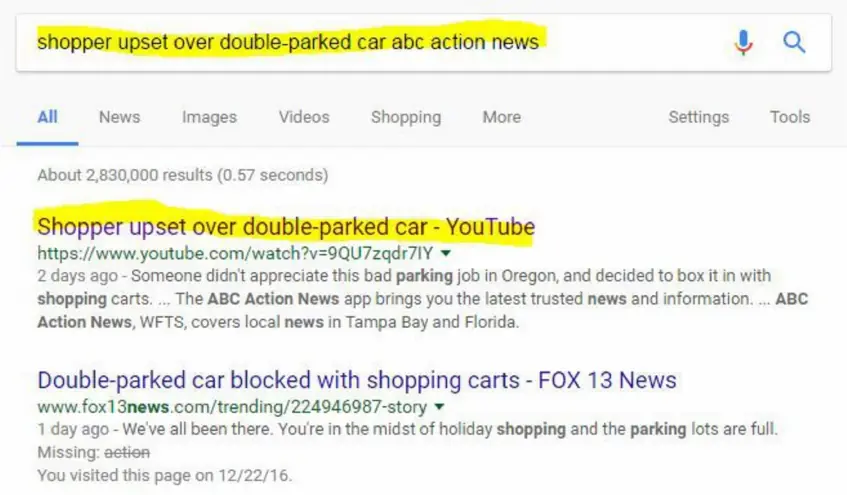 shopper upset over double-parked car abc action news
All News Images Videos Shopping More Settings Tools
About 2,830,000 results (0.57 seconds)
Shopper upset over double-parked car - YouTube
https://www.youtube.com/watch?v=9QU7zqdr7IY
2 days ago - Someone didn't appreciate this bad parking job in Oregon, and decided to box it in with
shopping carts. ... The ABC Action News app brings you the latest trusted news and information. ... ABC
Action News, WFTS, covers local news in Tampa Bay and Florida.
Double-parked car blocked with shopping carts - FOX 13 News
www.fox13news.com/trending/224946987-story
1 day ago - We've all been there. You're in the midst of holiday shopping and the parking lots are full.
Missing: action
You visited this page on 12/22/16.